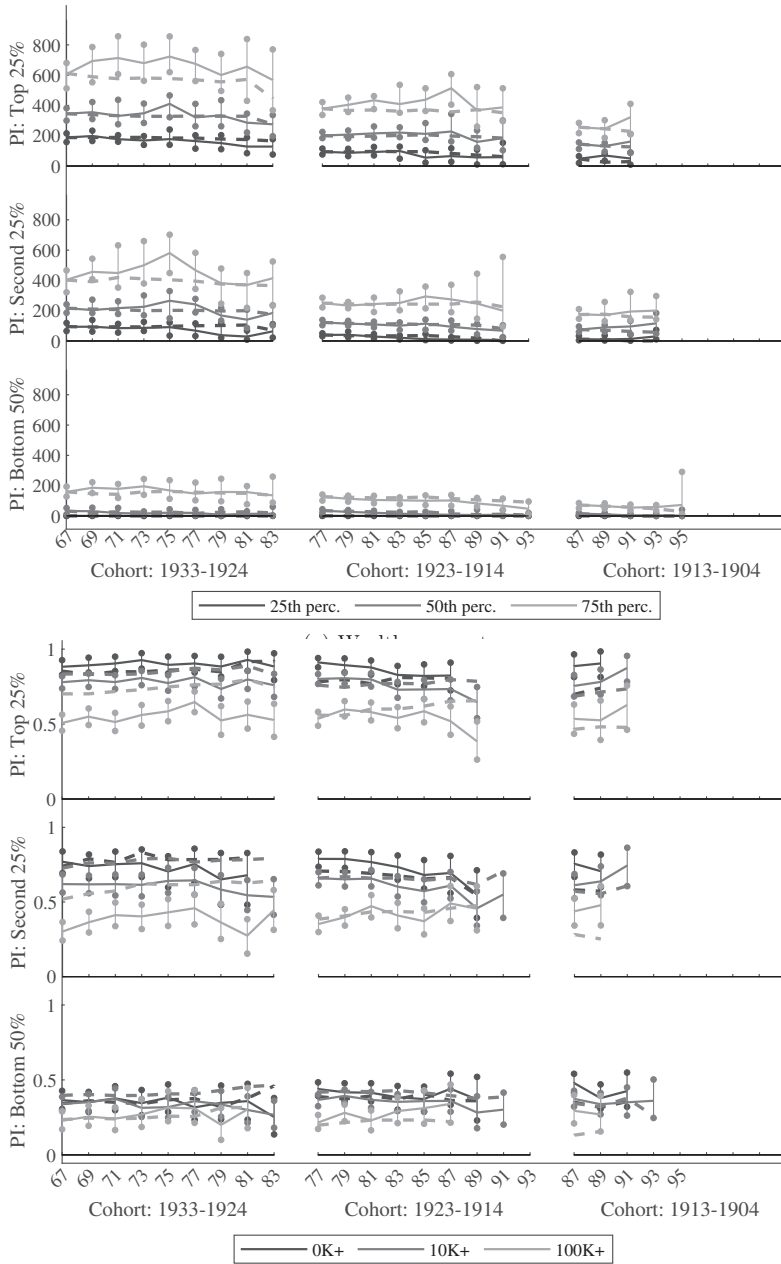 PI: Top 25%
800
600
400
200
0
PI: Second 25%
800
600
400
200
0
PI: Bottom 50%
800
600
400
200
0
67 69 71 73 75 77 79 81 83 77 79 81 83 85 87 89 91 93 87 89 91 93 95
Cohort: 1933-1924 Cohort: 1923-1914 Cohort: 1913-1904
25th perc. 50th perc. 75th perc.
PI: Top 25%
1
0.5
0
PI: Second 25%
1
0.5
0
PI: Bottom 50%
1
0.5
0
67 69 71 73 75 77 79 81 83 77 79 81 83 85 87 89 91 93 87 89 91 93 95
Cohort: 1933-1924 Cohort: 1923-1914 Cohort: 1913-1904
0K+ 10K+ 100K+